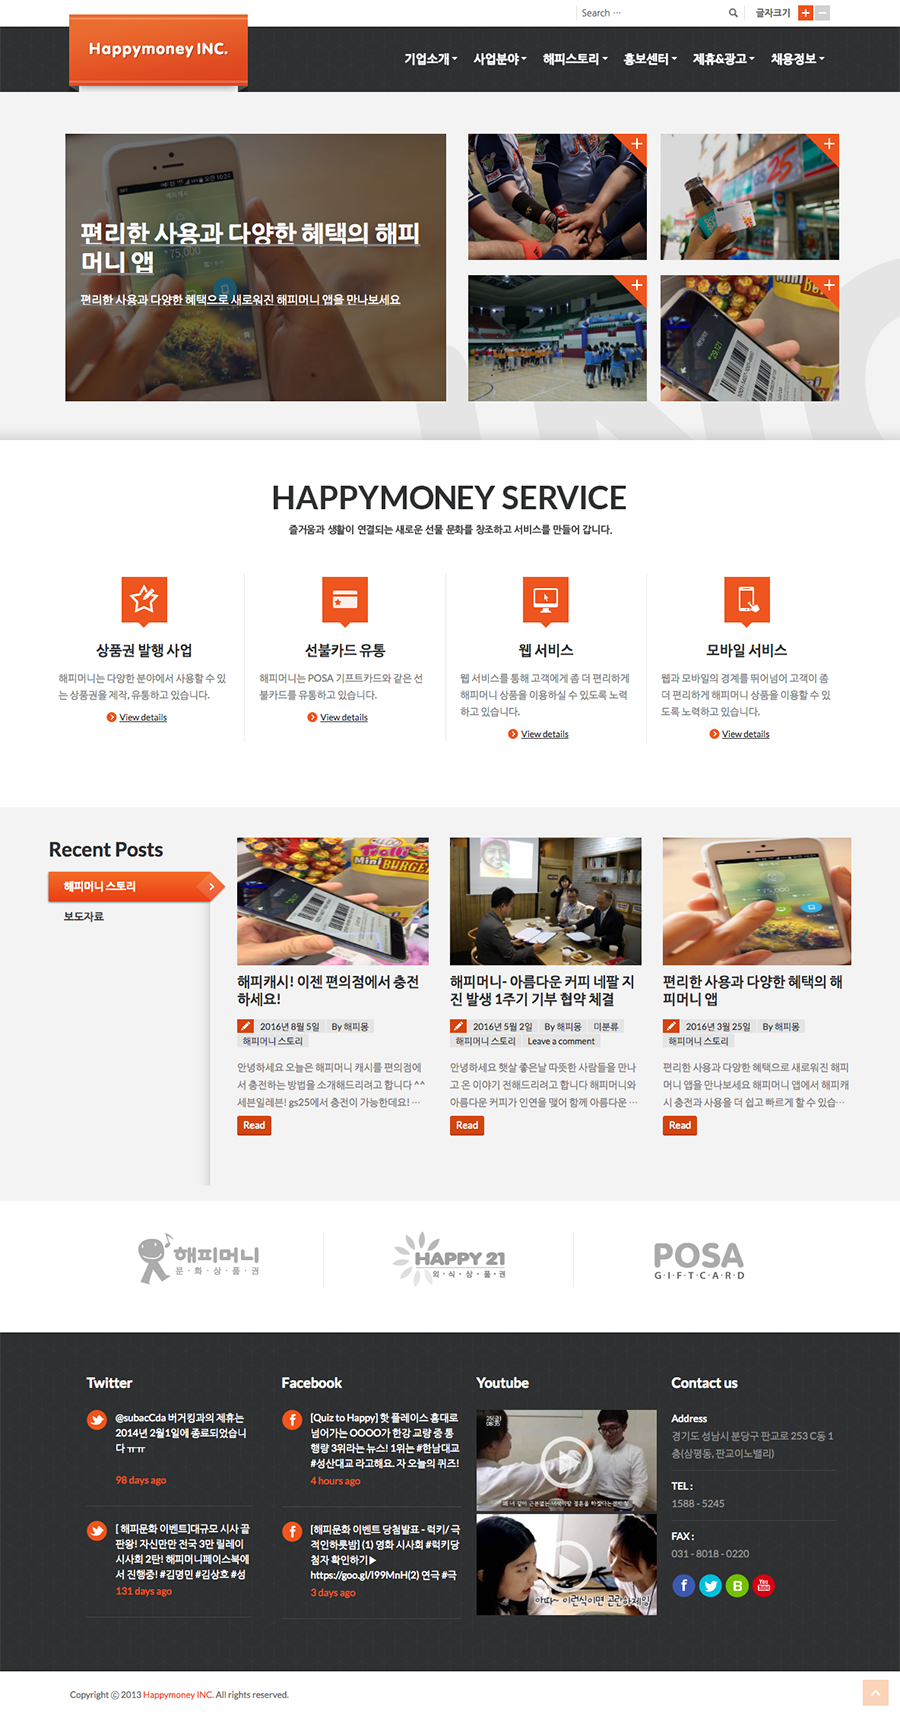 Search ...
글자크기
Happymoney INC.
기업소개 사업분야 해피스토리 홍보센터 제휴&광고 채용정보
편리한 사용과 다양한 혜택의 해피
머니 앱
편리한 사용과 다양한 혜택으로 새로워진 해피머니 앱을 만나보세요
HAPPYMONEY SERVICE
즐거움과 생활이 연결되는 새로운 선물 문화를 창조하고 서비스를 만들어 갑니다.
상품권 발행 사업
해피머니는 다양한 분야에서 사용할 수 있
는 상품권을 제작, 유통하고 있습니다.
View details
선불카드 유통
해피머니는 POSA 기프트카드와 같은 선
불카드를 유통하고 있습니다.
View details
웹 서비스
웹 서비스를 통해 고객에게 좀 더 편리하게
해피머니 상품을 이용하실 수 있도록 노력
하고 있습니다.
View details
모바일 서비스
웹과 모바일의 경계를 뛰어넘어 고객이 좀
더 편리하게 해피머니 상품을 이용할 수 있
도록 노력하고 있습니다.
View details
Recent Posts
해피머니 스토리
보도자료
해피캐시! 이젠 편의점에서 충전
하세요!
2016년 8월 5일 By 해피몽
해피머니 스토리
안녕하세요 오늘은 해피머니 캐시를 편의점에
서 충전하는 방법을 소개해드리려고 합니다 ^^
세븐일레븐! gs25에서 충전이 가능한데요! ...
Read
해피머니- 아름다운 커피 네팔 지
진 발생 1주기 기부 협약 체결
2016년 5월 2일 By 해피몽 미분류
해피머니 스토리 Leave a comment
안녕하세요 햇살 좋은날 따뜻한 사람들을 만나
고 온 이야기 전해드리려고 합니다 해피머니와
아름다운 커피가 인연을 맺어 함께 아름다운 ...
Read
편리한 사용과 다양한 혜택의 해
피머니 앱
2016년 3월 25일 By 해피몽
해피머니 스토리
편리한 사용과 다양한 혜택으로 새로워진 해피
머니 앱을 만나보세요 해피머니 앱에서 해피캐
시 충전과 사용을 더 쉽고 빠르게 할 수 있습...
Read
해피머니
문·화·상·품·권
HAPPY 21
외·식·상·품·권
POSA
G·I·F·T·C·A·R·D
Twitter
@subacCda 버거킹과의 제휴는
2014년 2월1일에 종료되었습니
다 ㅠㅠ
98 days ago
[ 해피문화 이벤트]대규모 시사 끝
판왕! 자신만만 전국 3만 릴레이
시사회 2탄! 해피머니페이스북에
서 진행중! #김명민 #김상호 #성
131 days ago
Facebook
[Quiz to Happy] 핫 플레이스 홍대로
넘어가는 OOOO가 한강 교량 중 통
행량 3위라는 뉴스! 1위는 #한남대교
#성산대교 라고해요. 자 오늘의 퀴즈!
4 hours ago
[해피문화 이벤트 당첨발표 - 럭키/ 극
적인하룻밤] (1) 영화 시사회 #럭키당
첨자 확인하기▶
https://goo.gl/I99MnH(2) 연극 #극
3 days ago
Youtube
Contact us
Address
경기도 성남시 분당구 판교로 253 C동 1
층(삼평동, 판교이노밸리)
TEL :
1588 - 5245
FAX :
031 - 8018 - 0220
Copyright ⓒ 2013 Happymoney INC. All rights reserved.